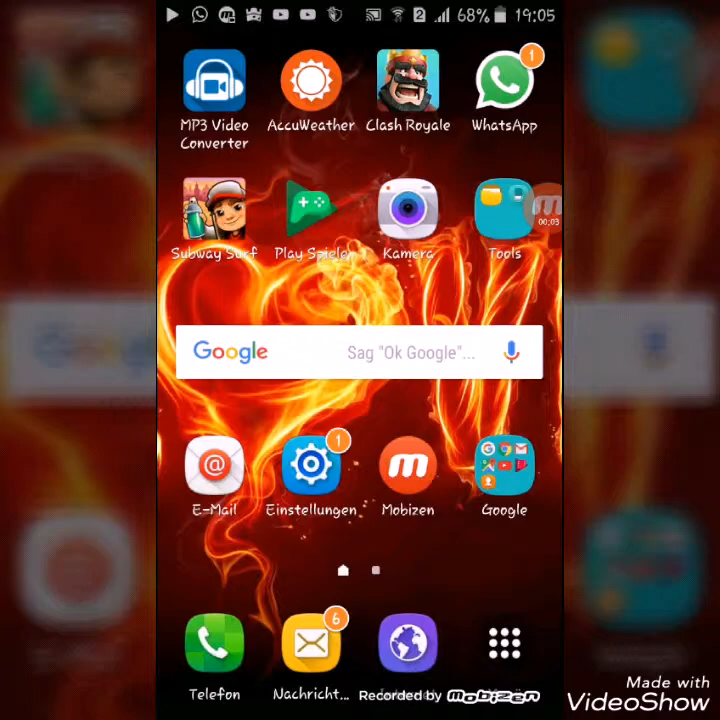 2 68% 19:05
1
MP3 Video
Converter
AccuWeather
Clash Royale
WhatsApp
00:03
Subway Surf
Play Spiele
Kamera
Tools
Google
Sag "Ok Google"...
1
E-Mail
Einstellungen
Mobizen
Google
6
Telefon
Nachricht...
Recorded by mobizen
Made with
VideoShow